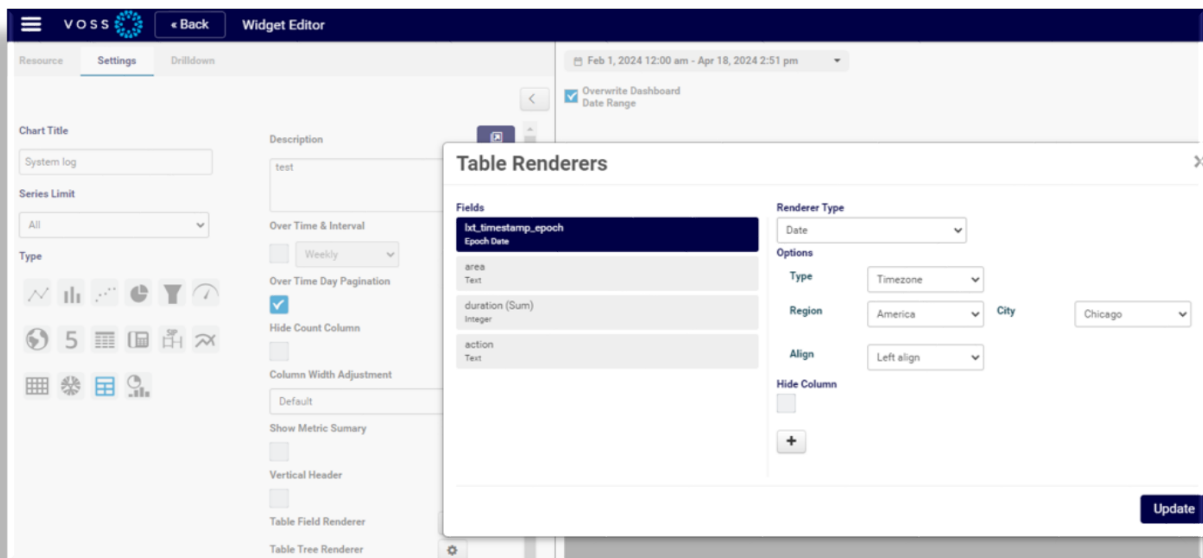 VOSS
« Back
Widget Editor
Resource
Settings
Drilldown
Feb 1, 2024 12:00 am - Apr 18, 2024 2:51 pm
Overwrite Dashboard
Date Range
Chart Title
System log
Series Limit
All
Type
5
Description
test
Over Time & Interval
Weekly
Over Time Day Pagination
Hide Count Column
Column Width Adjustment
Default
Show Metric Sumary
Vertical Header
Table Field Renderer
Table Tree Renderer
Table Renderers
Fields
lxt_timestamp_epoch
Epoch Date
area
Text
duration (Sum)
Integer
action
Text
Renderer Type
Date
Options
Type
Timezone
Region
America
City
Chicago
Align
Left align
Hide Column
+
Update